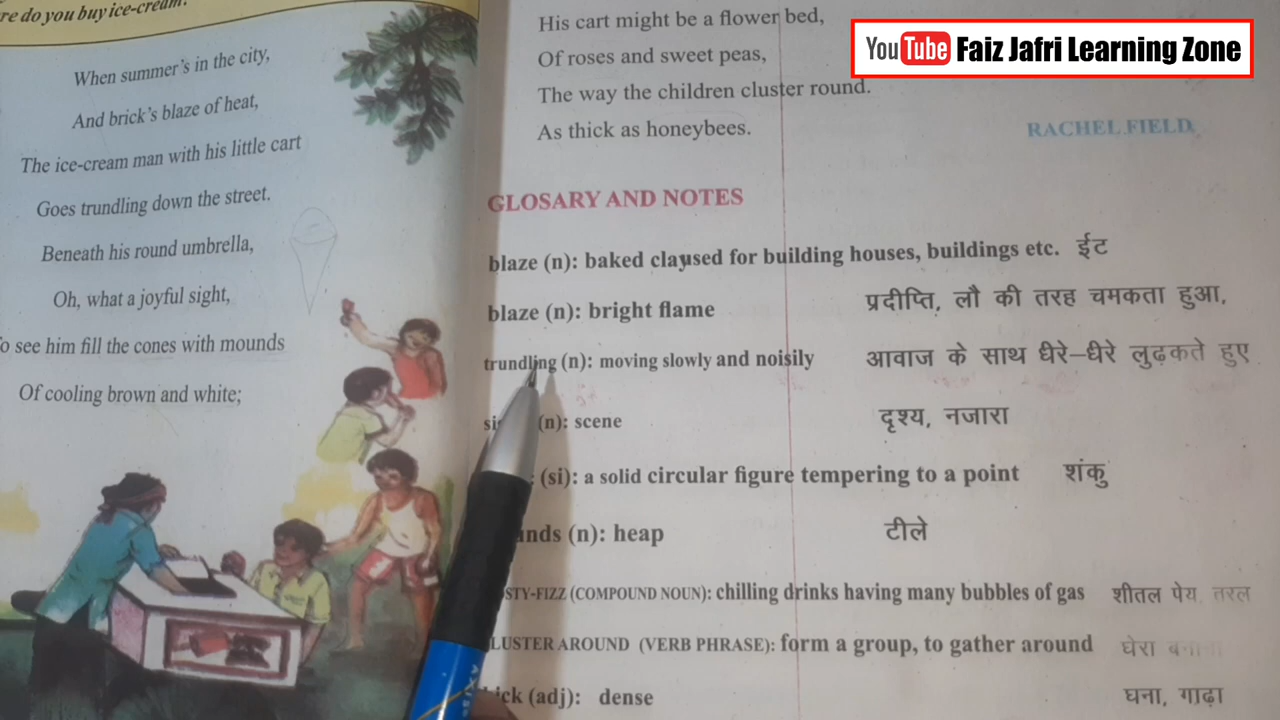 re do you buy ice-cream?
When summer's in the city,
And brick's blaze of heat,
The ice-cream man with his little cart
Goes trundling down the street.
Beneath his round umbrella,
Oh, what a joyful sight,
o see him fill the cones with mounds
Of cooling brown and white;
His cart might be a flower bed,
Of roses and sweet peas,
The way the children cluster round.
As thick as honeybees.
RACHEL FIELD
YouTube Faiz Jafri Learning Zone
GLOSARY AND NOTES
blaze (n): baked clay used for building houses, buildings etc. ईट
blaze (n): bright flame प्रदीप्ति, लौ की तरह चमकता हुआ,
trundling (n): moving slowly and noisily आवाज के साथ धीरे-धीरे लुढ़कते हुए
(n): scene दृश्य, नजारा
(si): a solid circular figure tempering to a point शंकु
nds (n): heap टीले
STY-FIZZ (COMPOUND NOUN): chilling drinks having many bubbles of gas शीतल पेय, तरल
LUSTER AROUND (VERB PHRASE): form a group, to gather around घेरा बनाना
ick (adj): dense घना, गाढ़ा